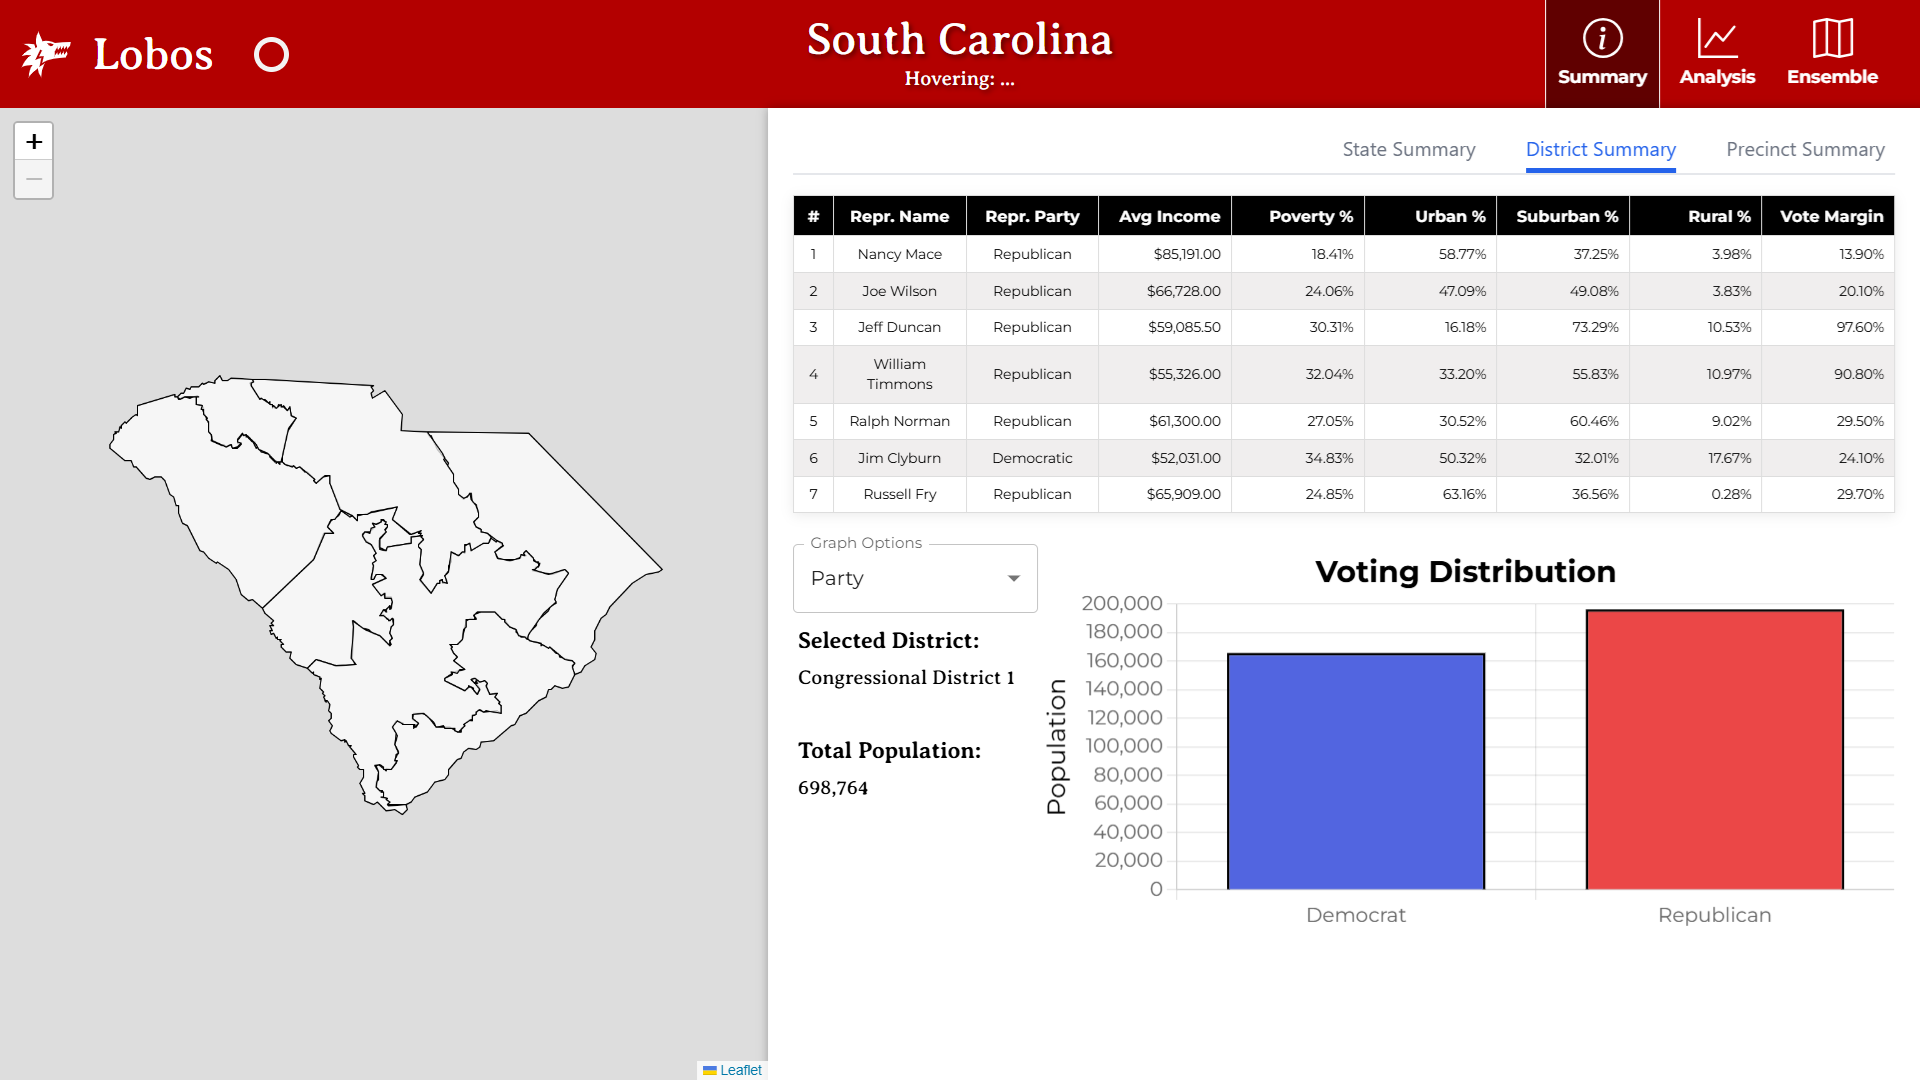 Lobos
South Carolina
Hovering: ...
Summary
Analysis
Ensemble
+
−
State Summary
District Summary
Precinct Summary
# Repr. Name Repr. Party Avg Income Poverty % Urban % Suburban % Rural % Vote Margin
1 Nancy Mace Republican $85,191.00 18.41% 58.77% 37.25% 3.98% 13.90%
2 Joe Wilson Republican $66,728.00 24.06% 47.09% 49.08% 3.83% 20.10%
3 Jeff Duncan Republican $59,085.50 30.31% 16.18% 73.29% 10.53% 97.60%
4 William Timmons Republican $55,326.00 32.04% 33.20% 55.83% 10.97% 90.80%
5 Ralph Norman Republican $61,300.00 27.05% 30.52% 60.46% 9.02% 29.50%
6 Jim Clyburn Democratic $52,031.00 34.83% 50.32% 32.01% 17.67% 24.10%
7 Russell Fry Republican $65,909.00 24.85% 63.16% 36.56% 0.28% 29.70%
Graph Options
Party
Selected District:
Congressional District 1
Total Population:
698,764
Voting Distribution
Population
200,000
180,000
160,000
140,000
120,000
100,000
80,000
60,000
40,000
20,000
0
Democrat
Republican
Leaflet